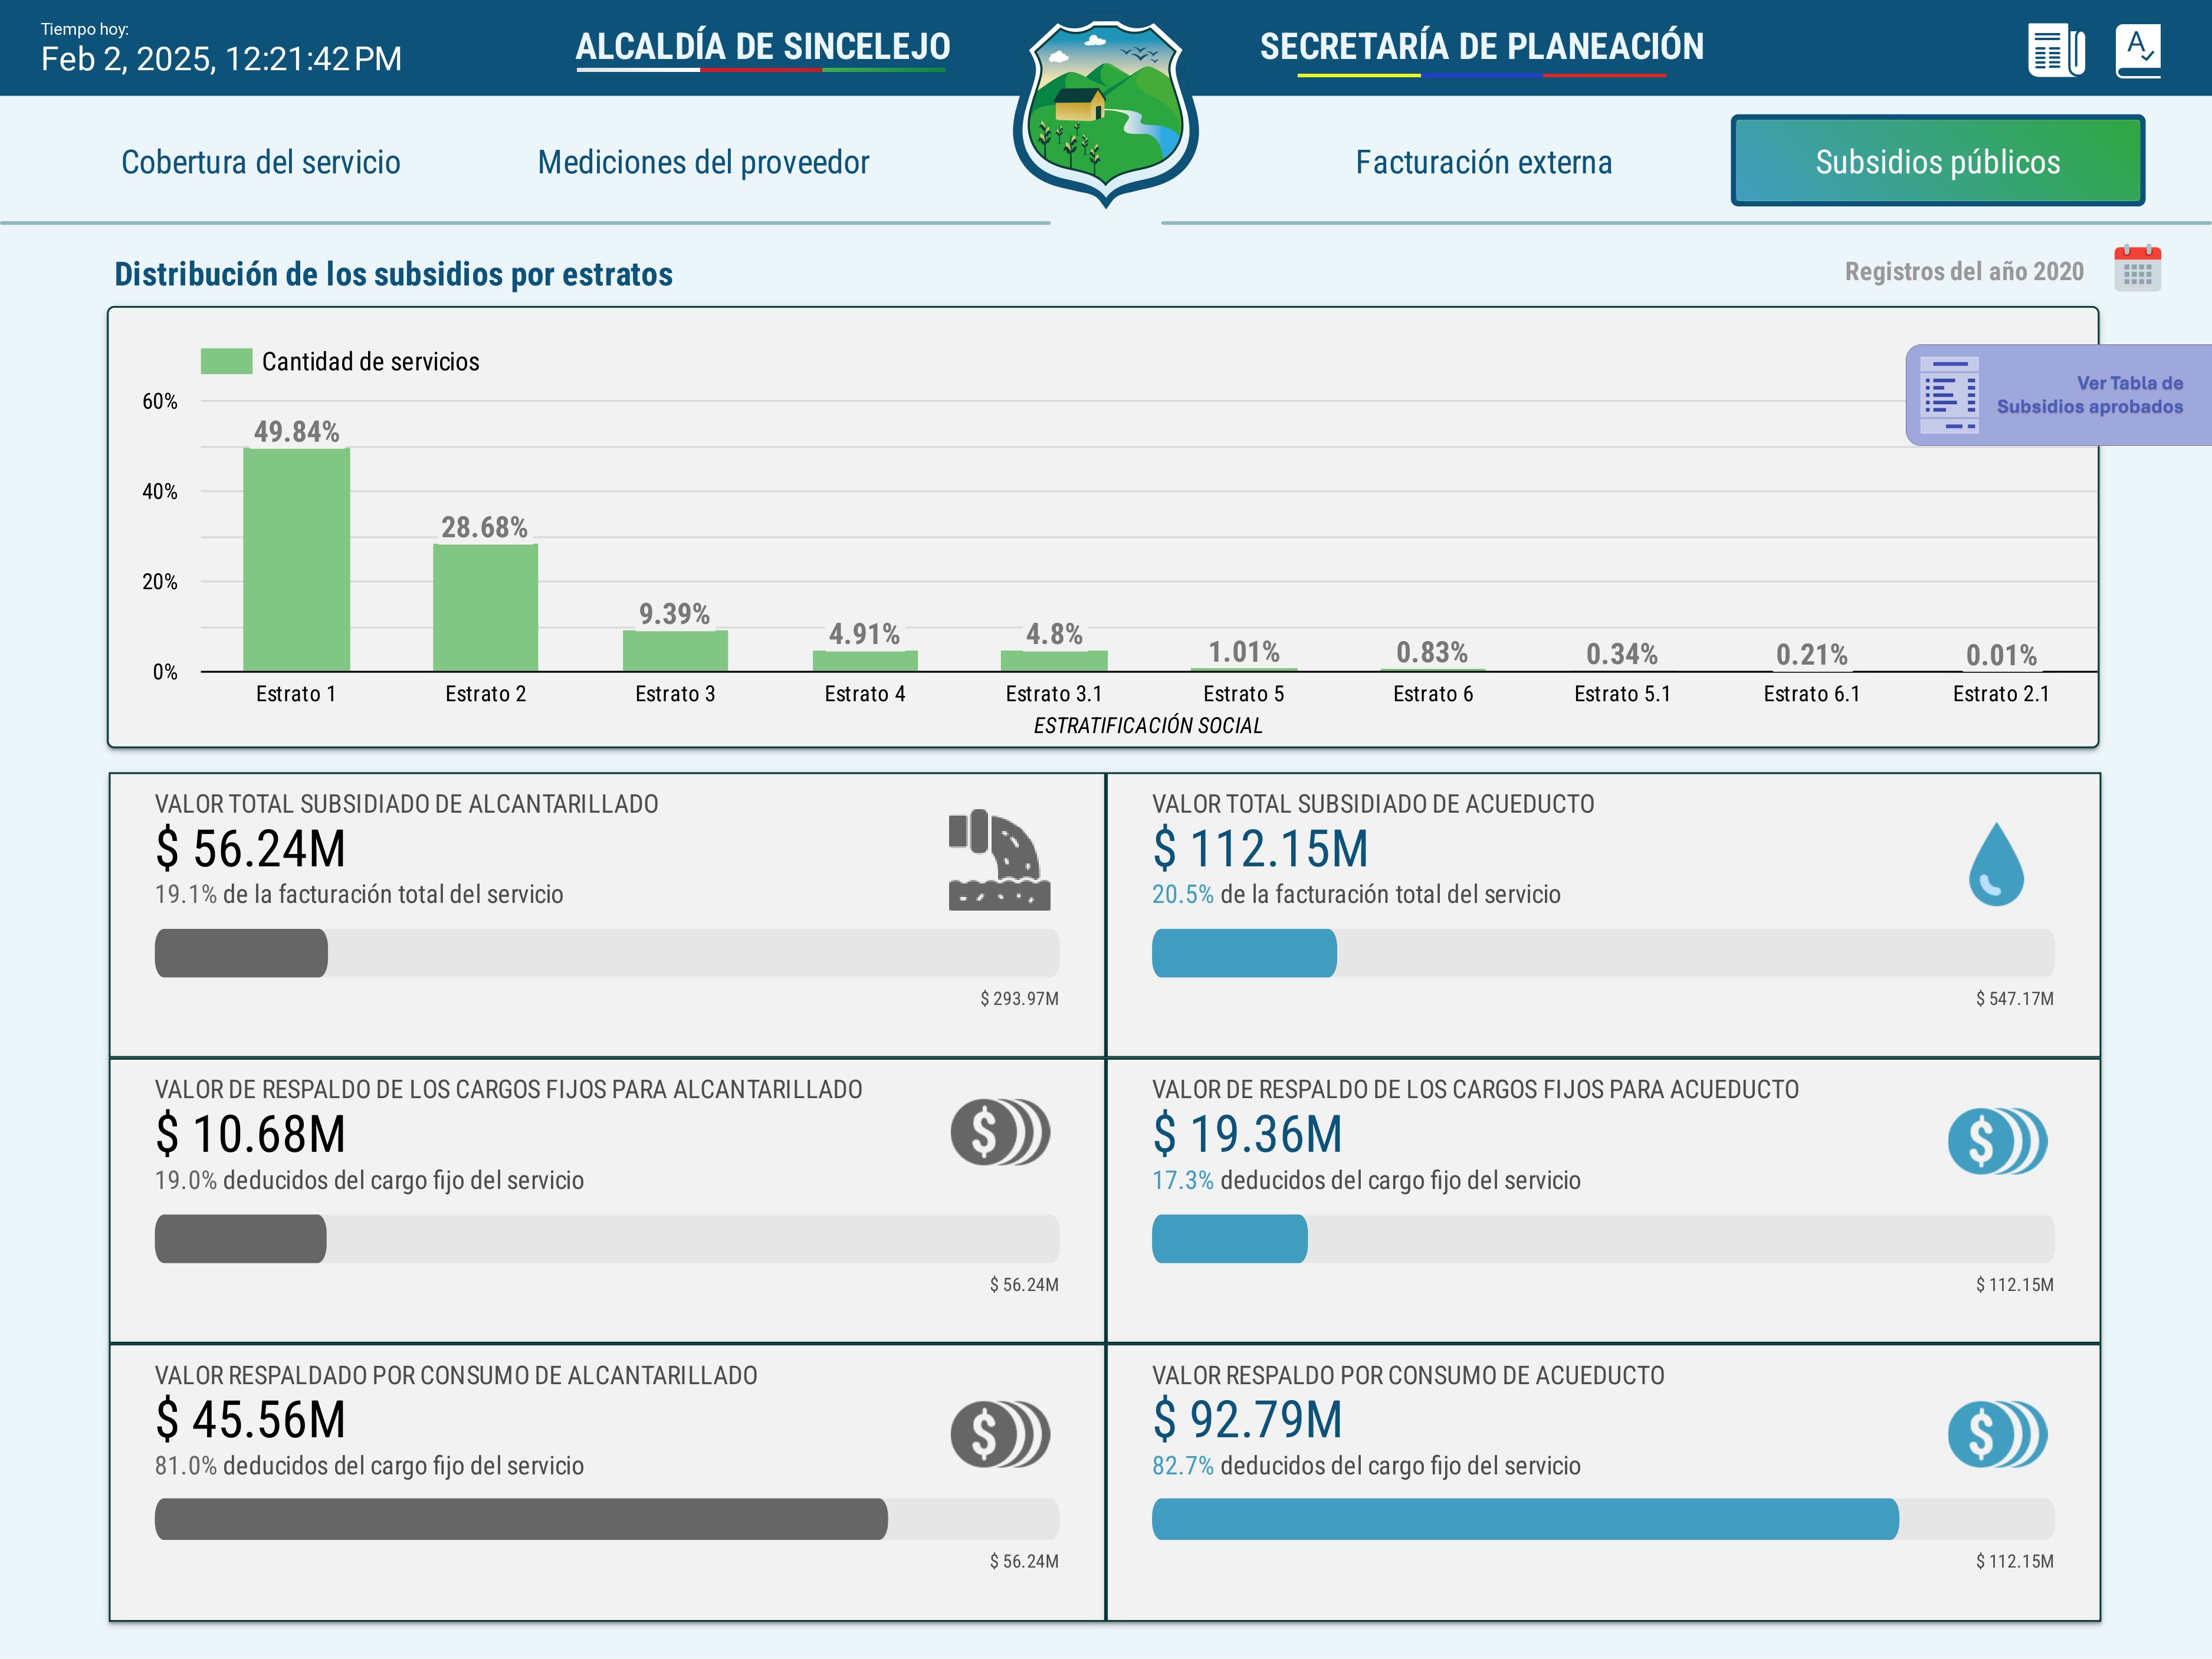 Tiempo hoy:
Feb 2, 2025, 12:21:42 PM
ALCALDÍA DE SINCELEJO
SECRETARÍA DE PLANEACIÓN
Cobertura del servicio
Mediciones del proveedor
Facturación externa
Subsidios públicos
Distribución de los subsidios por estratos
Registros del año 2020
Cantidad de servicios
Ver Tabla de
Subsidios aprobados
60%
40%
20%
0%
49.84%
28.68%
9.39%
4.91%
4.8%
1.01%
0.83%
0.34%
0.21%
0.01%
Estrato 1
Estrato 2
Estrato 3
Estrato 4
Estrato 3.1
Estrato 5
Estrato 6
Estrato 5.1
Estrato 6.1
Estrato 2.1
ESTRATIFICACIÓN SOCIAL
VALOR TOTAL SUBSIDIADO DE ALCANTARILLADO
$ 56.24M
19.1% de la facturación total del servicio
$ 293.97M
VALOR TOTAL SUBSIDIADO DE ACUEDUCTO
$ 112.15M
20.5% de la facturación total del servicio
$ 547.17M
VALOR DE RESPALDO DE LOS CARGOS FIJOS PARA ALCANTARILLADO
$ 10.68M
19.0% deducidos del cargo fijo del servicio
$ 56.24M
VALOR DE RESPALDO DE LOS CARGOS FIJOS PARA ACUEDUCTO
$ 19.36M
17.3% deducidos del cargo fijo del servicio
$ 112.15M
VALOR RESPALDADO POR CONSUMO DE ALCANTARILLADO
$ 45.56M
81.0% deducidos del cargo fijo del servicio
$ 56.24M
VALOR RESPALDO POR CONSUMO DE ACUEDUCTO
$ 92.79M
82.7% deducidos del cargo fijo del servicio
$ 112.15M